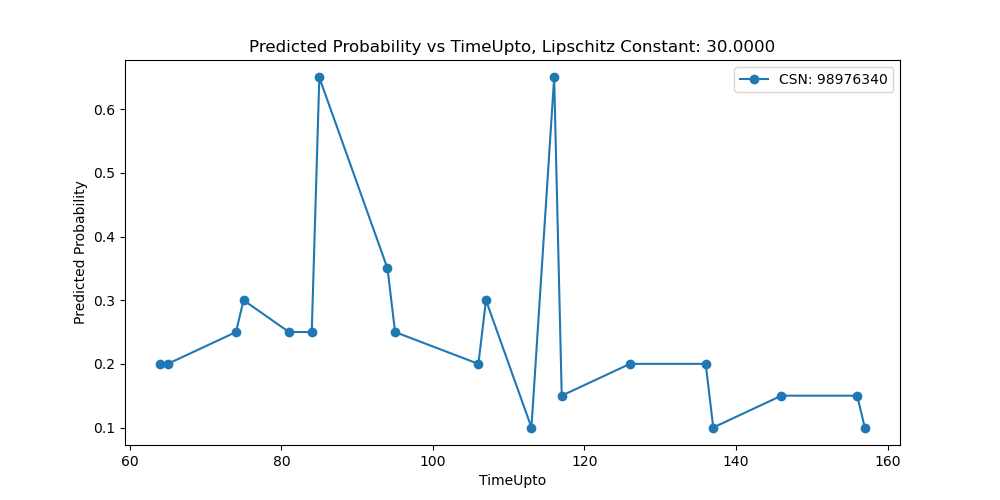 Predicted Probability vs TimeUpto, Lipschitz Constant: 30.0000
CSN: 98976340
Predicted Probability
0.6
0.5
0.4
0.3
0.2
0.1
60 80 100 120 140 160
TimeUpto